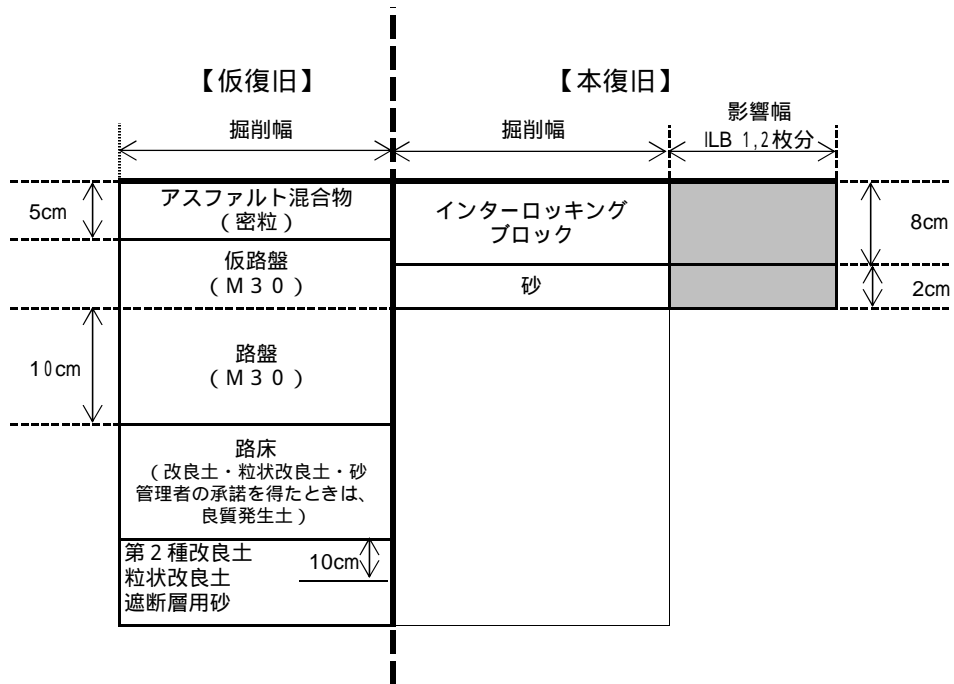 【仮復旧】
【本復旧】
掘削幅
掘削幅
影響幅
ILB 1,2枚分
5cm
アスファルト混合物
（密粒）
インターロッキング
ブロック
8cm
仮路盤
（Ｍ３０）
砂
2cm
10cm
路盤
（Ｍ３０）
路床
（改良土・粒状改良土・砂
管理者の承諾を得たときは、
良質発生土）
第２種改良土
粒状改良土
遮断層用砂
10cm